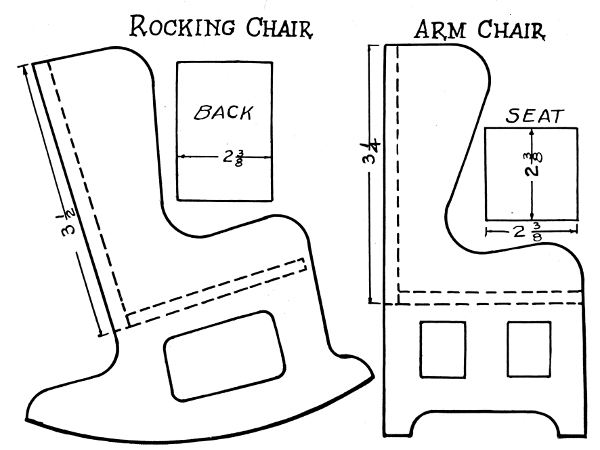 ROCKING CHAIR
ARM CHAIR
BACK
2 3/8
3 1/2
SEAT
2 3/8
2 3/8
3 1/4